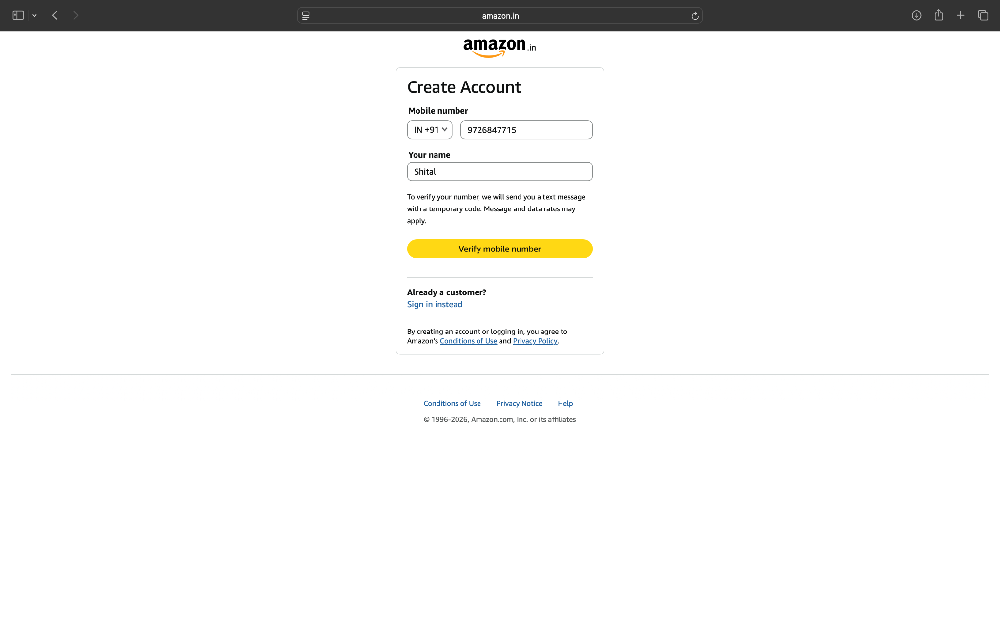 amazon.in
amazon.in
Create Account
Mobile number
IN +91 9726847715
Your name
Shital
To verify your number, we will send you a text message
with a temporary code. Message and data rates may
apply.
Verify mobile number
Already a customer?
Sign in instead
By creating an account or logging in, you agree to
Amazon’s Conditions of Use and Privacy Policy.
Conditions of Use Privacy Notice Help
© 1996-2026, Amazon.com, Inc. or its affiliates